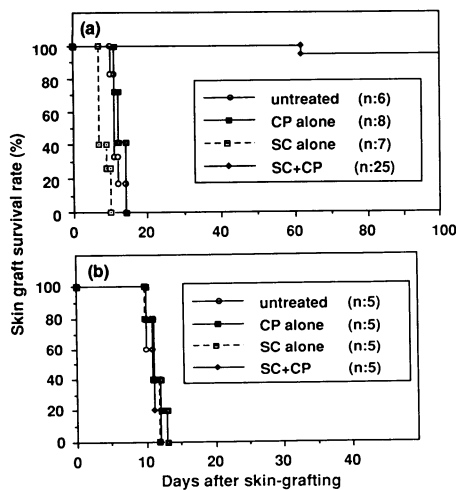 (a)
100
80
60
40
20
0
untreated (n:6)
CP alone (n:8)
SC alone (n:7)
SC+CP (n:25)
0 20 40 60 80 100
Skin graft survival rate (%)
(b)
100
80
60
40
20
0
untreated (n:5)
CP alone (n:5)
SC alone (n:5)
SC+CP (n:5)
0 10 20 30 40
Days after skin-grafting